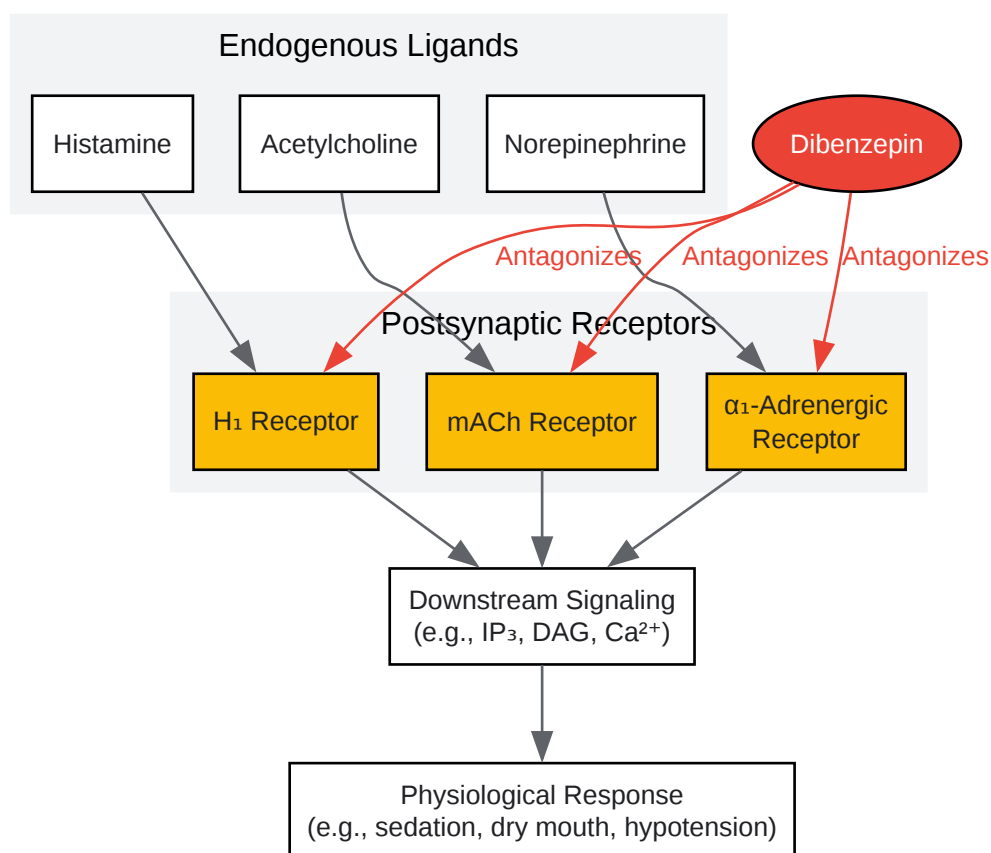 Endogenous Ligands
Histamine
Acetylcholine
Norepinephrine
Dibenzepin
Antagonizes
Antagonizes
Antagonizes
Postsynaptic Receptors
H₁ Receptor
mACh Receptor
α₁-Adrenergic
Receptor
Downstream Signaling
(e.g., IP₃, DAG, Ca²⁺)
Physiological Response
(e.g., sedation, dry mouth, hypotension)